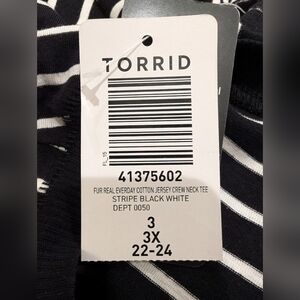 TORRID
FL_15
41375602
FUR REAL EVERDAY COTTON JERSEY CREW NECK TEE
STRIPE BLACK WHITE
DEPT 0050
3
3X
22-24